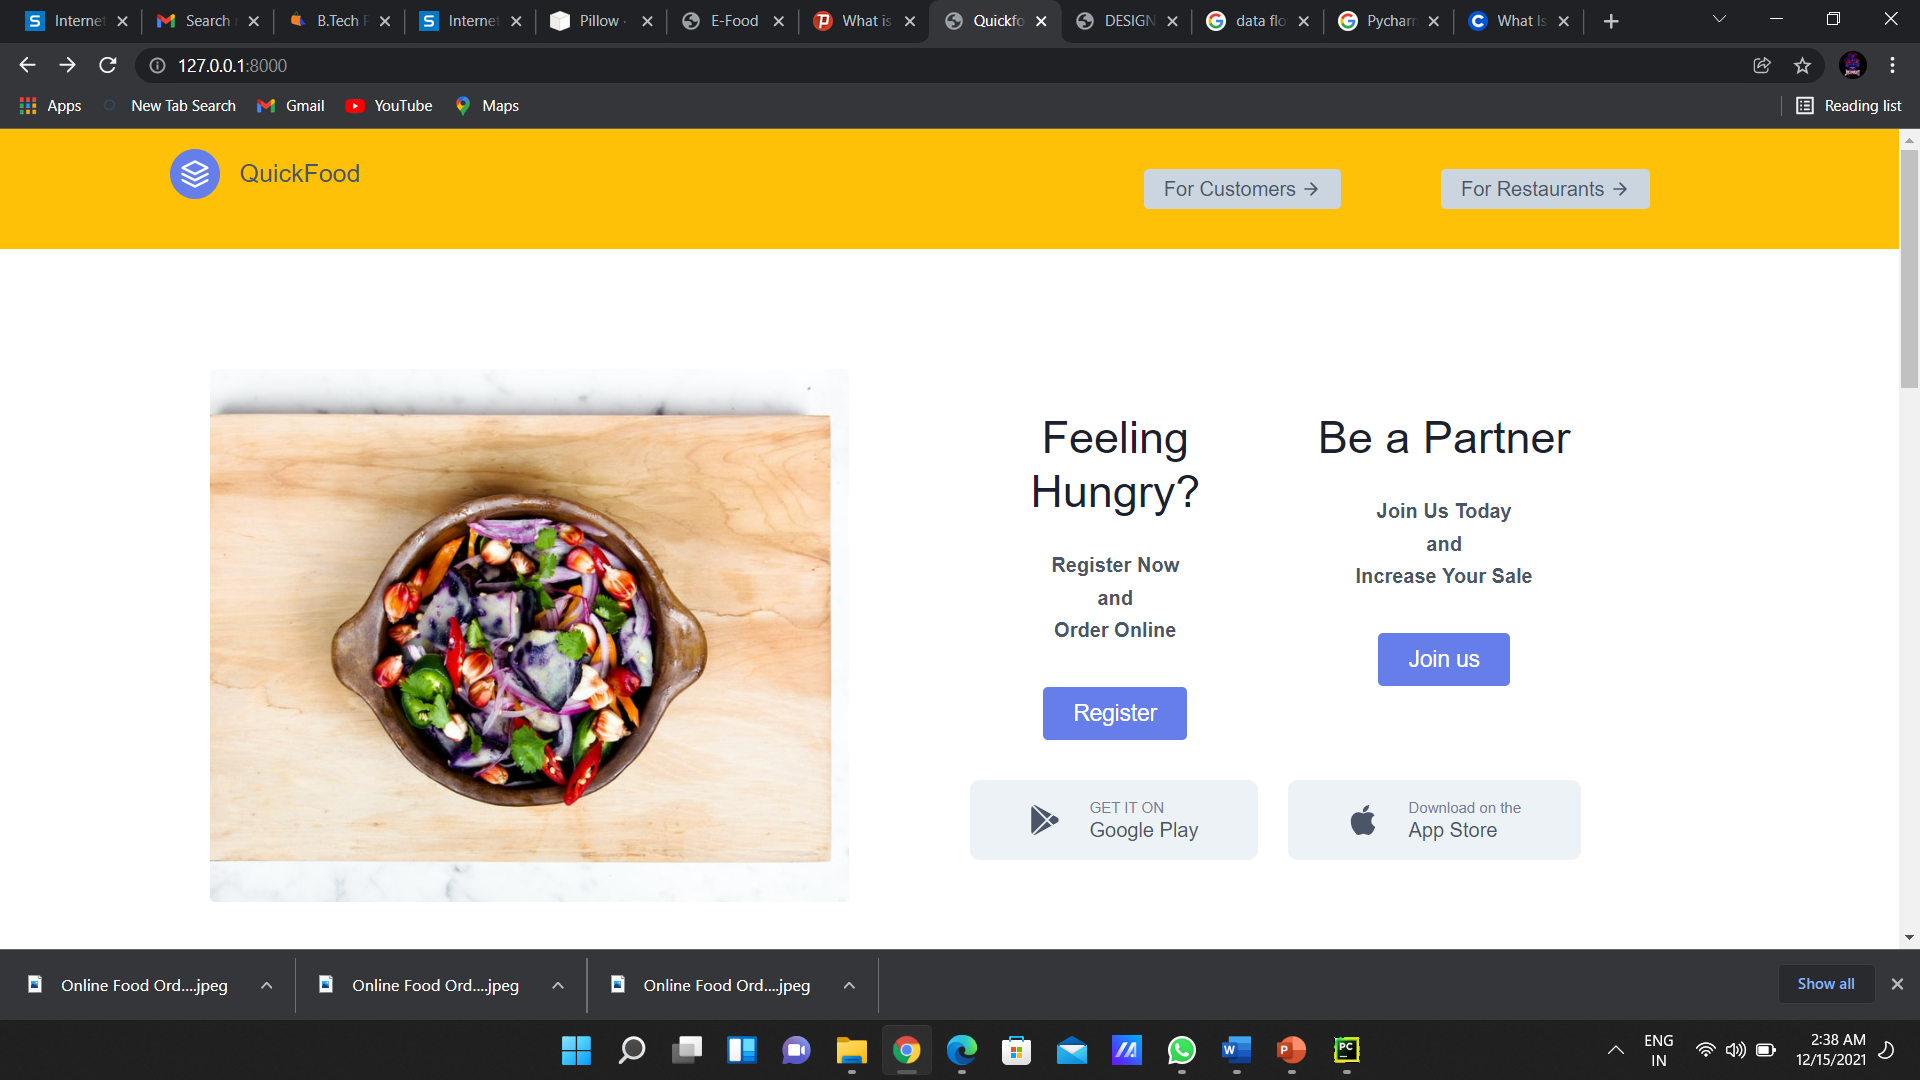 Internet
Search
B.Tech
Internet
Pillow
E-Food
What is
Quickfo
DESIGN
data flo
Pycharm
What Is
127.0.0.1:8000
Apps
New Tab Search
Gmail
YouTube
Maps
Reading list
QuickFood
For Customers →
For Restaurants →
Feeling
Hungry?
Register Now
and
Order Online
Register
Be a Partner
Join Us Today
and
Increase Your Sale
Join us
GET IT ON
Google Play
Download on the
App Store
Online Food Ord....jpeg
Online Food Ord....jpeg
Online Food Ord....jpeg
Show all
ENG
IN
2:38 AM
12/15/2021